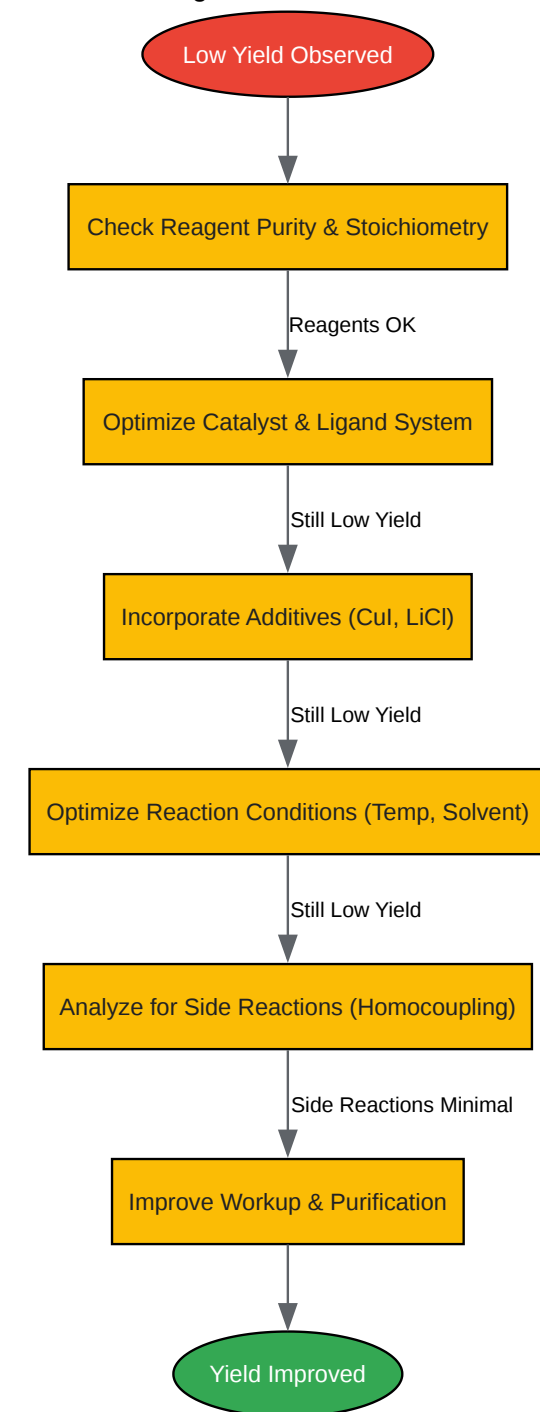 Low Yield Observed
Check Reagent Purity & Stoichiometry
Reagents OK
Optimize Catalyst & Ligand System
Still Low Yield
Incorporate Additives (CuI, LiCl)
Still Low Yield
Optimize Reaction Conditions (Temp, Solvent)
Still Low Yield
Analyze for Side Reactions (Homocoupling)
Side Reactions Minimal
Improve Workup & Purification
Yield Improved